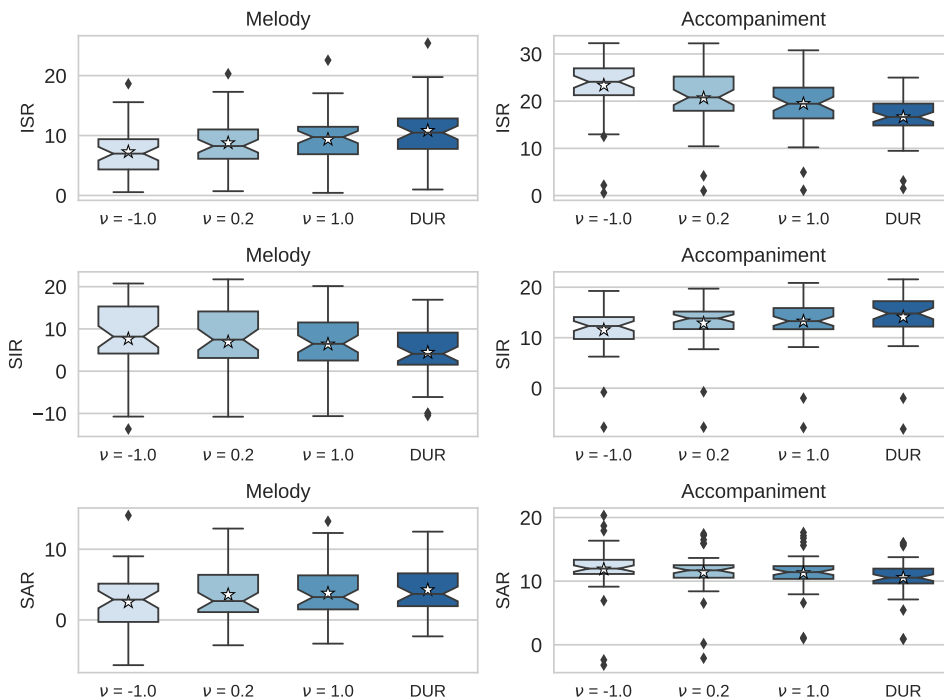 Melody
Accompaniment
ISR
20
10
0
ν = -1.0
ν = 0.2
ν = 1.0
DUR
ISR
30
20
10
0
ν = -1.0
ν = 0.2
ν = 1.0
DUR
Melody
Accompaniment
SIR
20
10
0
−10
ν = -1.0
ν = 0.2
ν = 1.0
DUR
SIR
20
10
0
ν = -1.0
ν = 0.2
ν = 1.0
DUR
Melody
Accompaniment
SAR
10
0
ν = -1.0
ν = 0.2
ν = 1.0
DUR
SAR
20
10
0
ν = -1.0
ν = 0.2
ν = 1.0
DUR